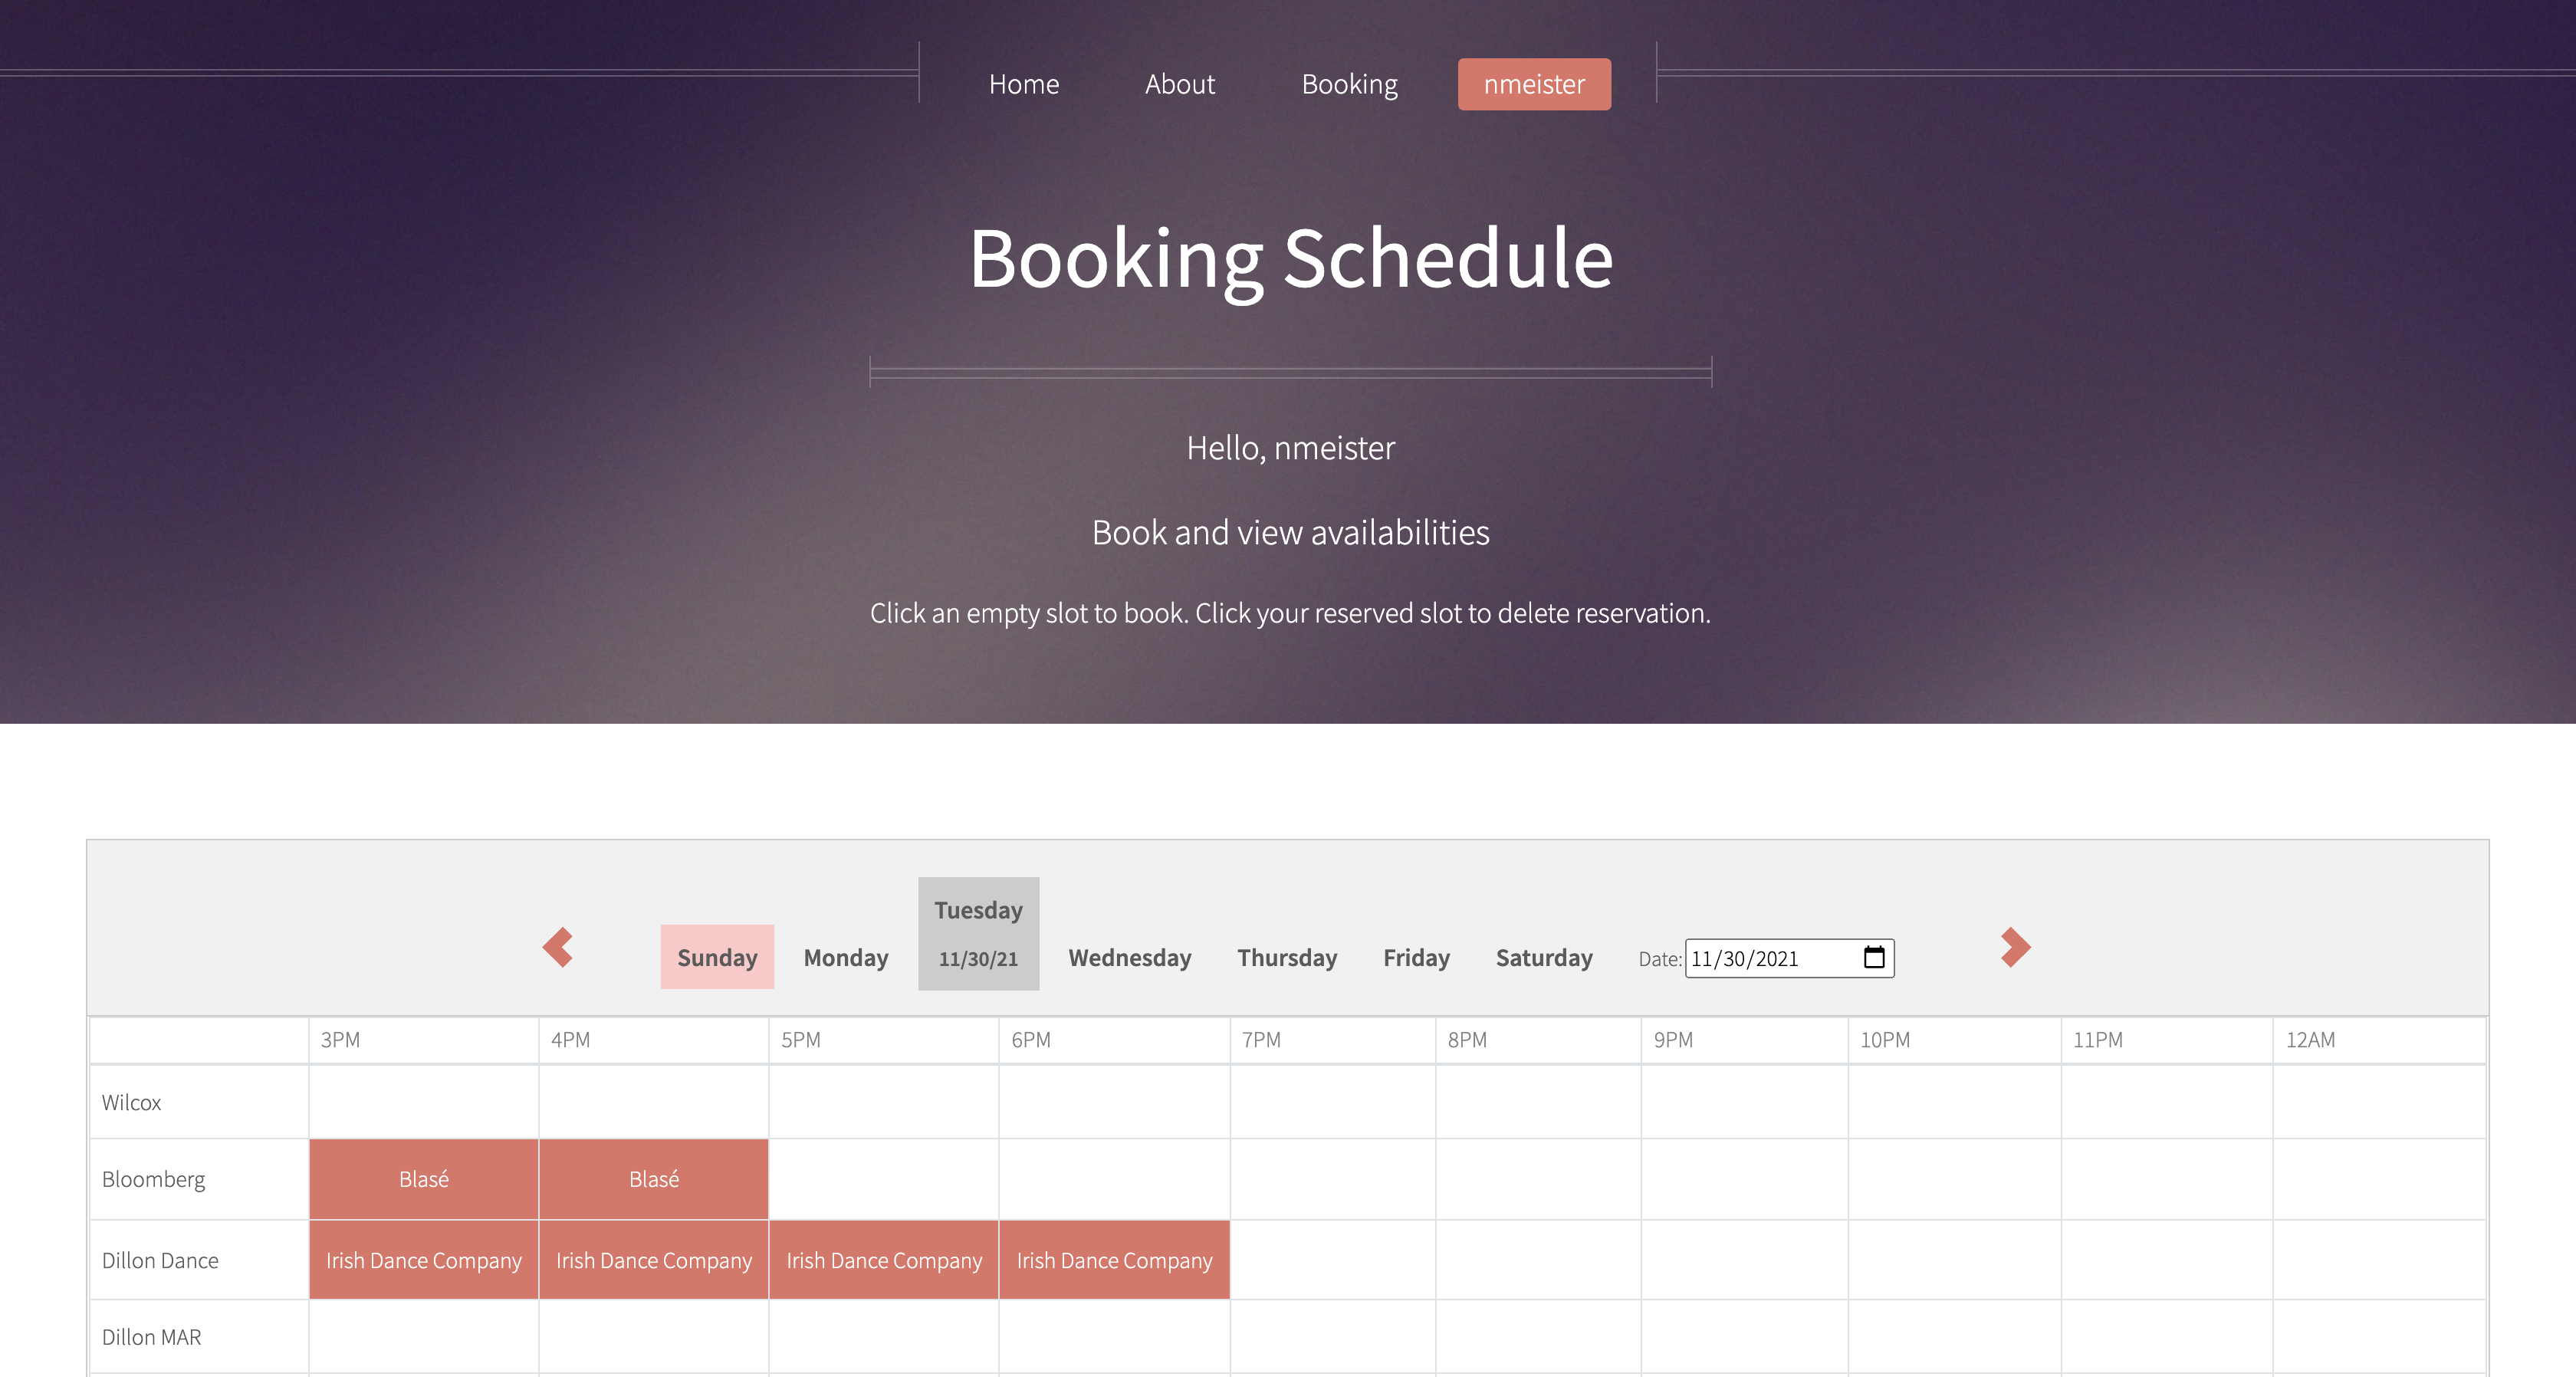 Home About Booking nmeister
Booking Schedule
Hello, nmeister
Book and view availabilities
Click an empty slot to book. Click your reserved slot to delete reservation.
Tuesday
Sunday Monday 11/30/21 Wednesday Thursday Friday Saturday Date: 11/30/2021
3PM 4PM 5PM 6PM 7PM 8PM 9PM 10PM 11PM 12AM
Wilcox
Bloomberg Blasé Blasé
Dillon Dance Irish Dance Company Irish Dance Company Irish Dance Company Irish Dance Company
Dillon MAR